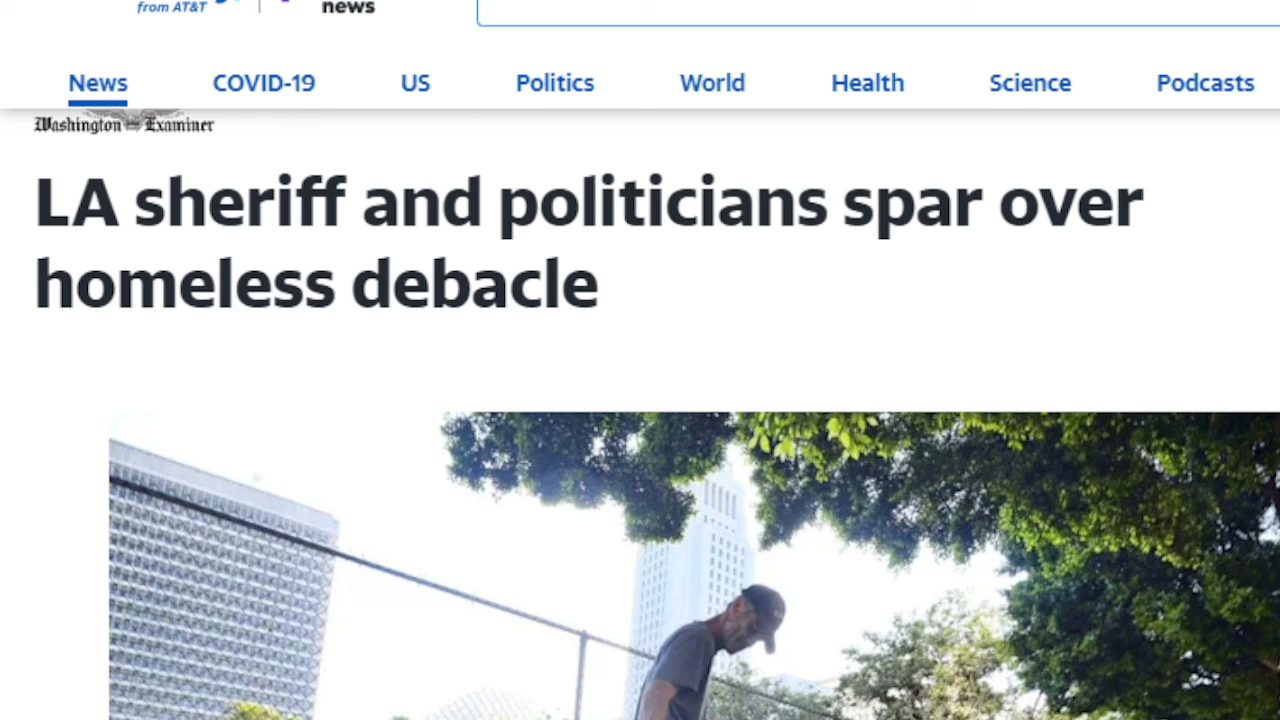 from AT&T
news
News COVID-19 US Politics World Health Science Podcasts
Washington Examiner
LA sheriff and politicians spar over
homeless debacle